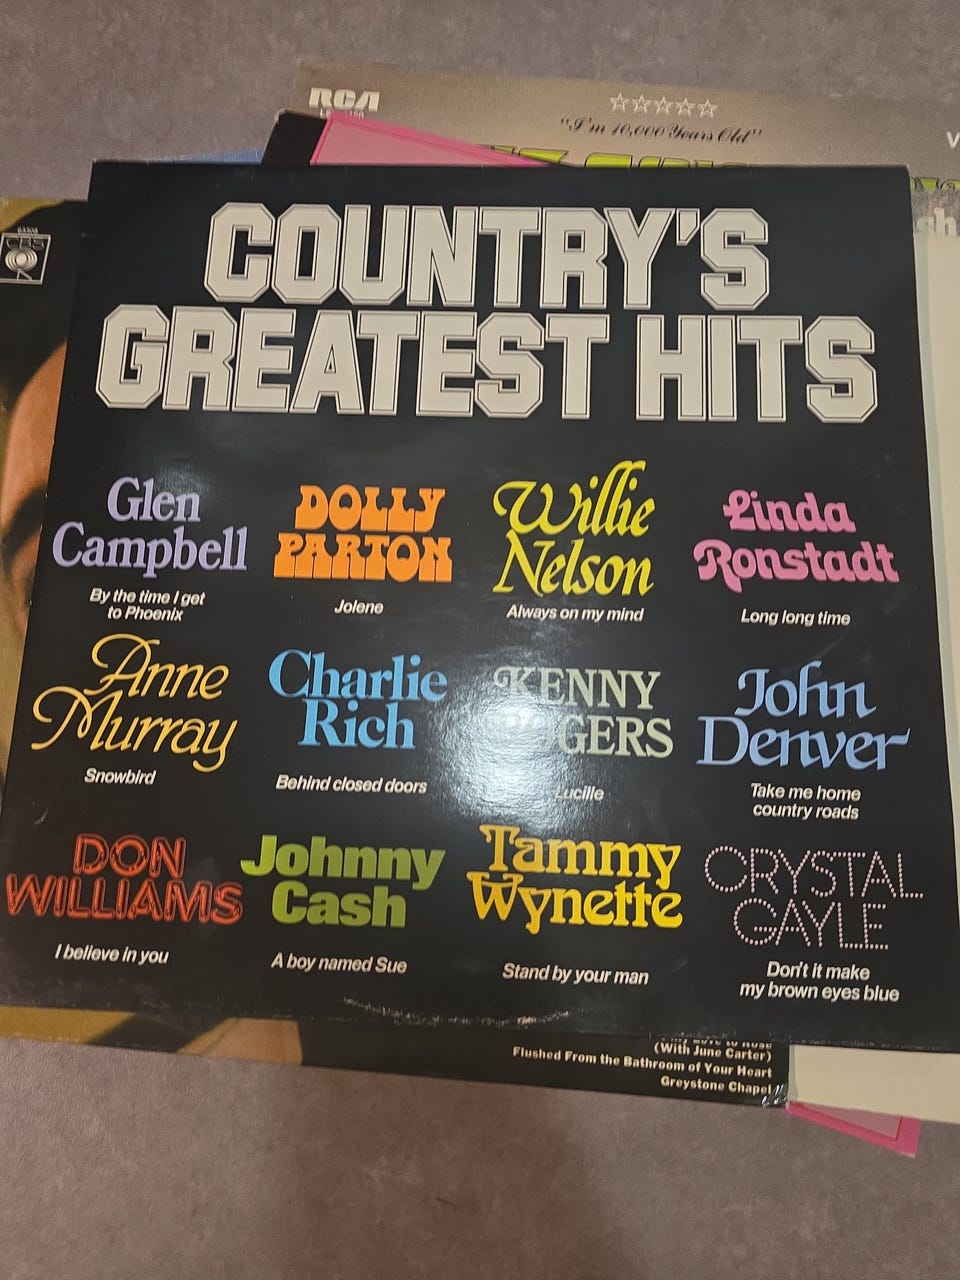 RCA
☆☆☆☆☆
"I'm 10,000 Years Old"
CBS
COUNTRY'S
GREATEST HITS
Glen
Campbell
By the time I get
to Phoenix
DOLLY
PARTON
Jolene
Willie
Nelson
Always on my mind
Linda
Ronstadt
Long long time
Anne
Murray
Snowbird
Charlie
Rich
Behind closed doors
KENNY
ROGERS
Lucille
John
Denver
Take me home
country roads
DON
WILLIAMS
I believe in you
Johnny
Cash
A boy named Sue
Tammy
Wynette
Stand by your man
CRYSTAL
GAYLE
Don't it make
my brown eyes blue
(With June Carter)
Flushed From the Bathroom of Your Heart
Greystone Chapel